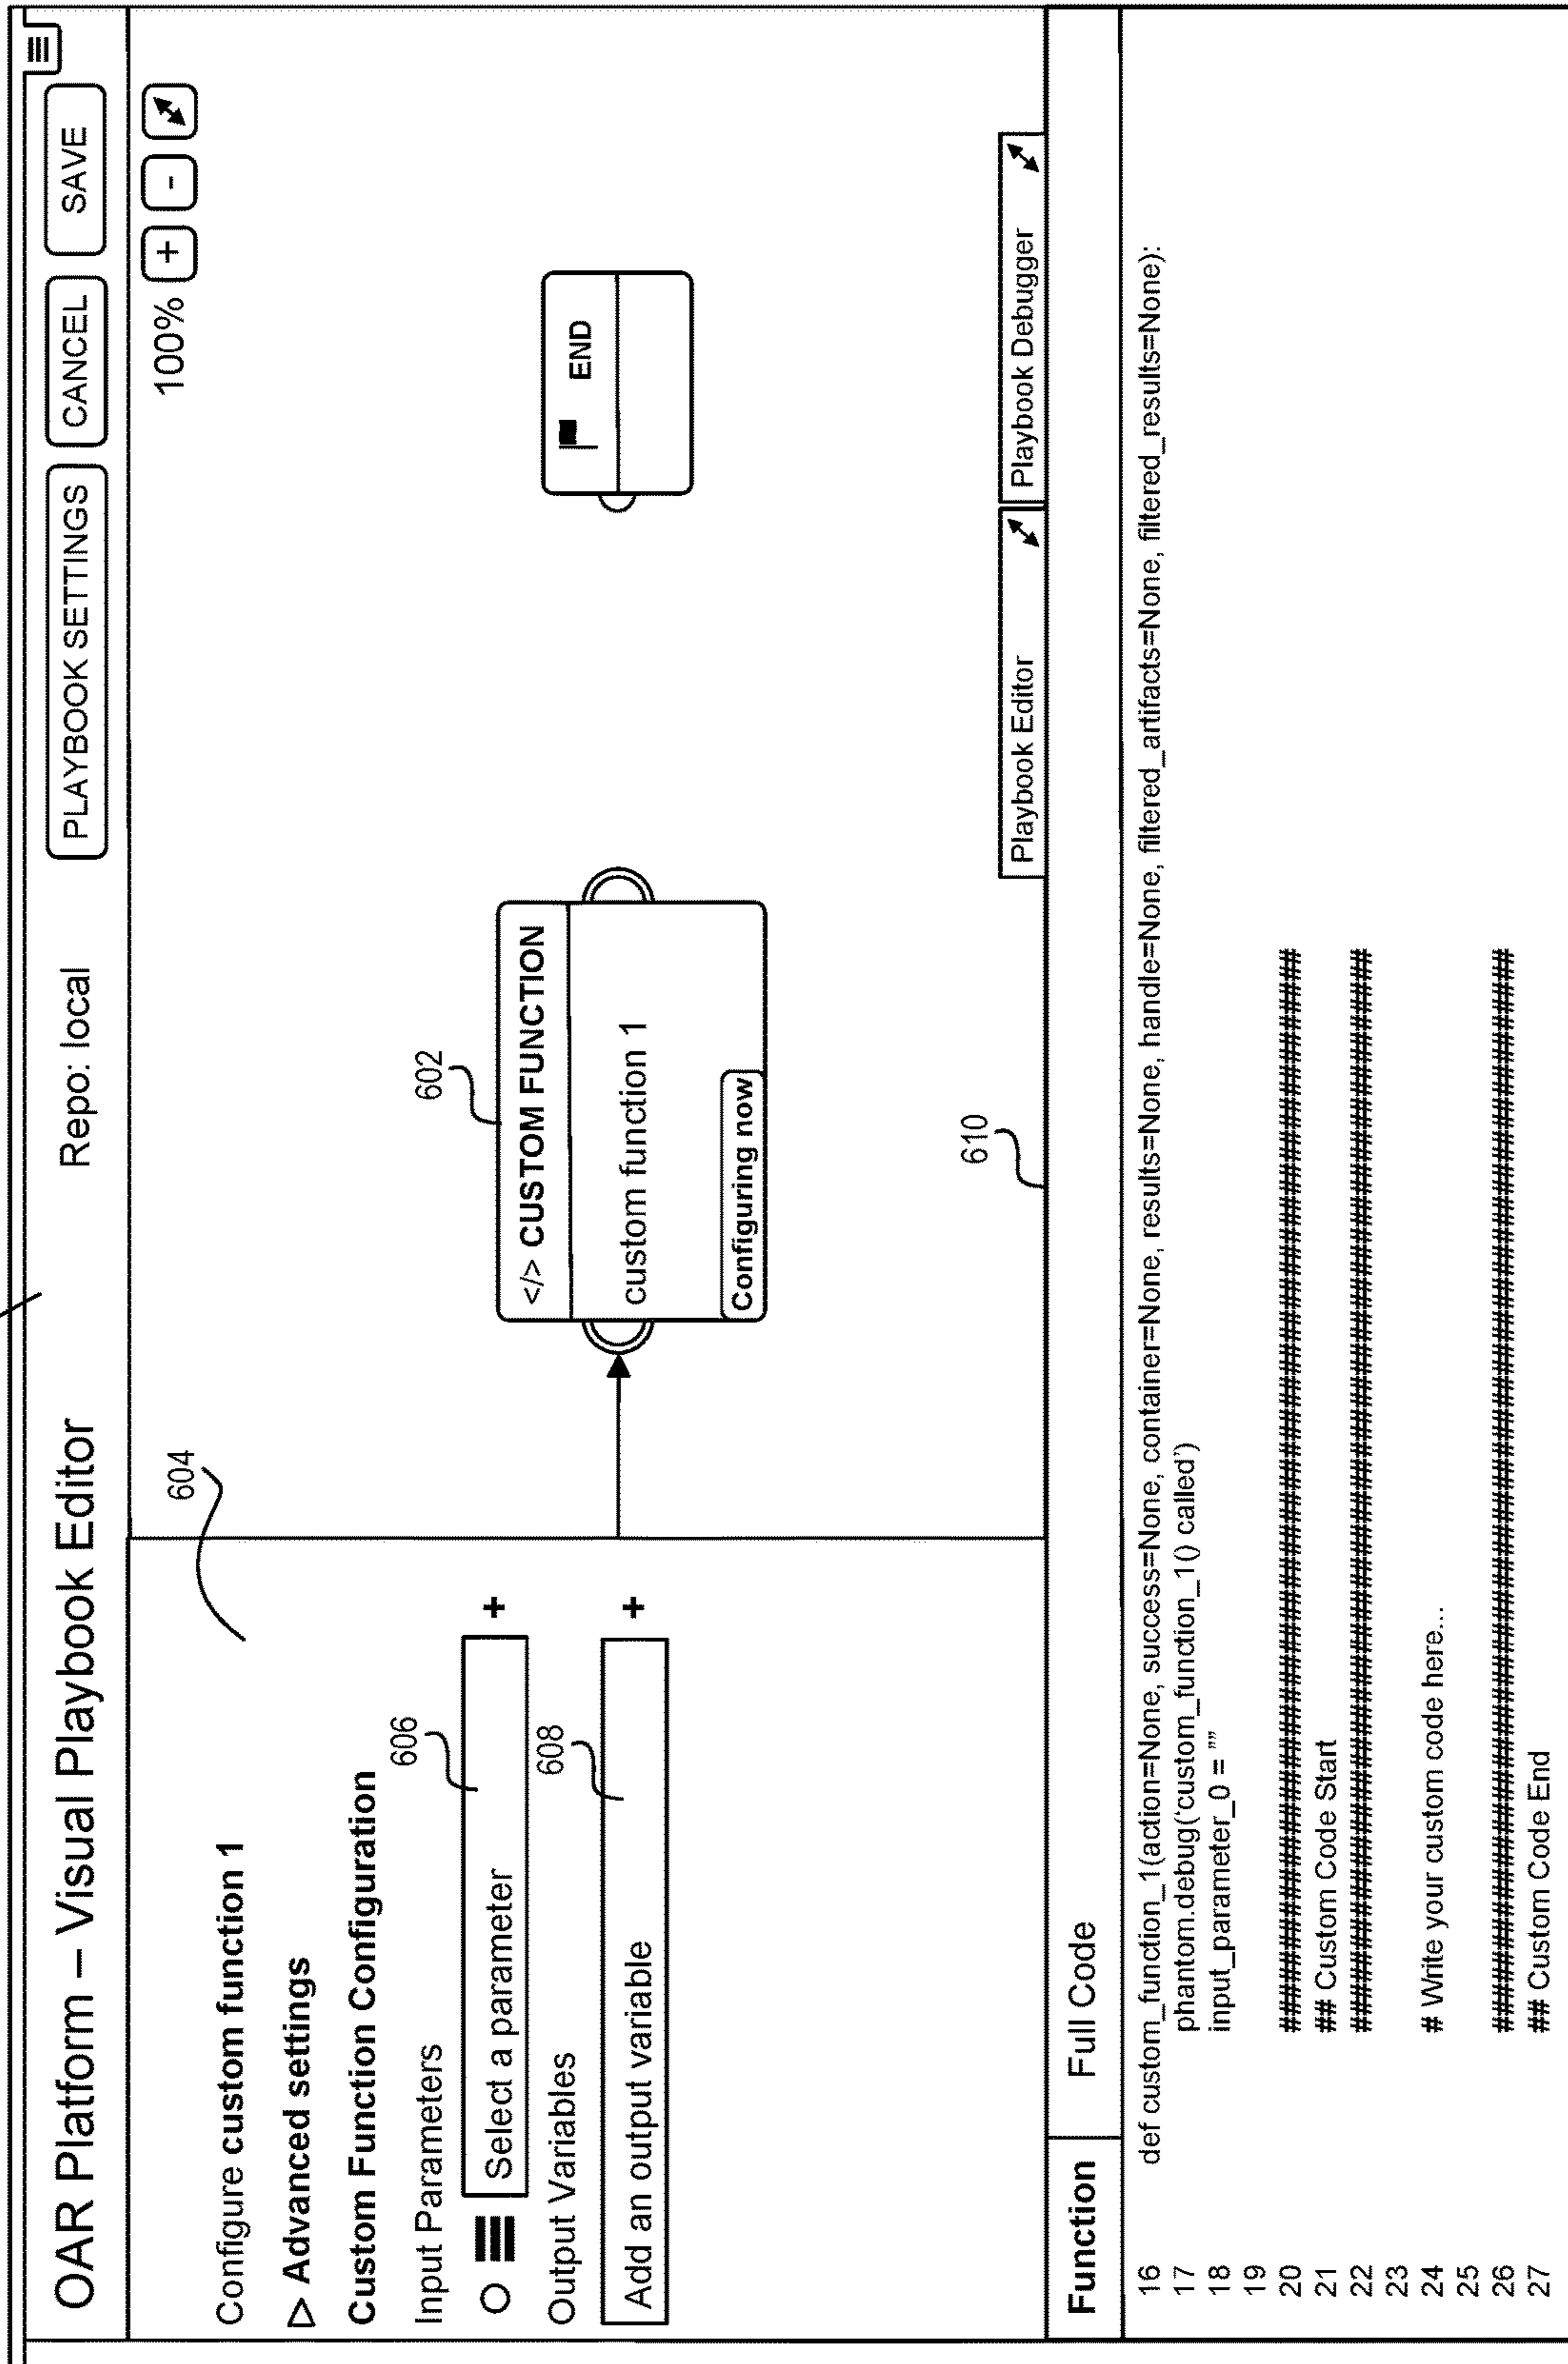 OAR Platform – Visual Playbook Editor
Repo: local
PLAYBOOK SETTINGS
CANCEL
SAVE
100%
+
-
604
Configure custom function 1
▷ Advanced settings
Custom Function Configuration
Input Parameters
606
Select a parameter
+
Output Variables
608
Add an output variable
+
602
</> CUSTOM FUNCTION
custom function 1
Configuring now
END
610
Playbook Editor
Playbook Debugger
Function
Full Code
16 def custom_function_1(action=None, success=None, container=None, results=None, handle=None, filtered_artifacts=None, filtered_results=None):
17 phantom.debug('custom_function_1() called')
18 input_parameter_0 = ""
19
20 ################################################################################
21 ## Custom Code Start
22 ################################################################################
23
24 # Write your custom code here...
25
26 ################################################################################
27 ## Custom Code End